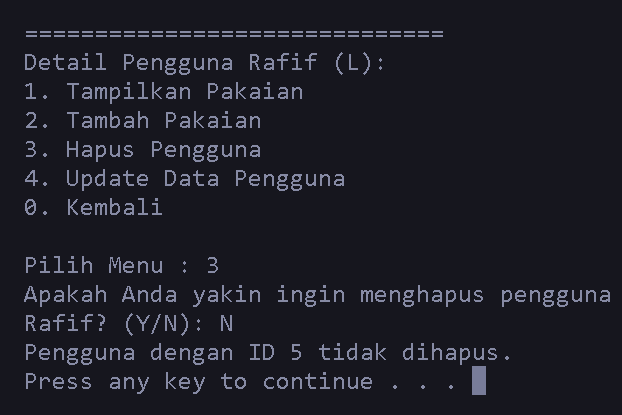 ==============================
Detail Pengguna Rafif (L):
1. Tampilkan Pakaian
2. Tambah Pakaian
3. Hapus Pengguna
4. Update Data Pengguna
0. Kembali
Pilih Menu : 3
Apakah Anda yakin ingin menghapus pengguna
Rafif? (Y/N): N
Pengguna dengan ID 5 tidak dihapus.
Press any key to continue . . .